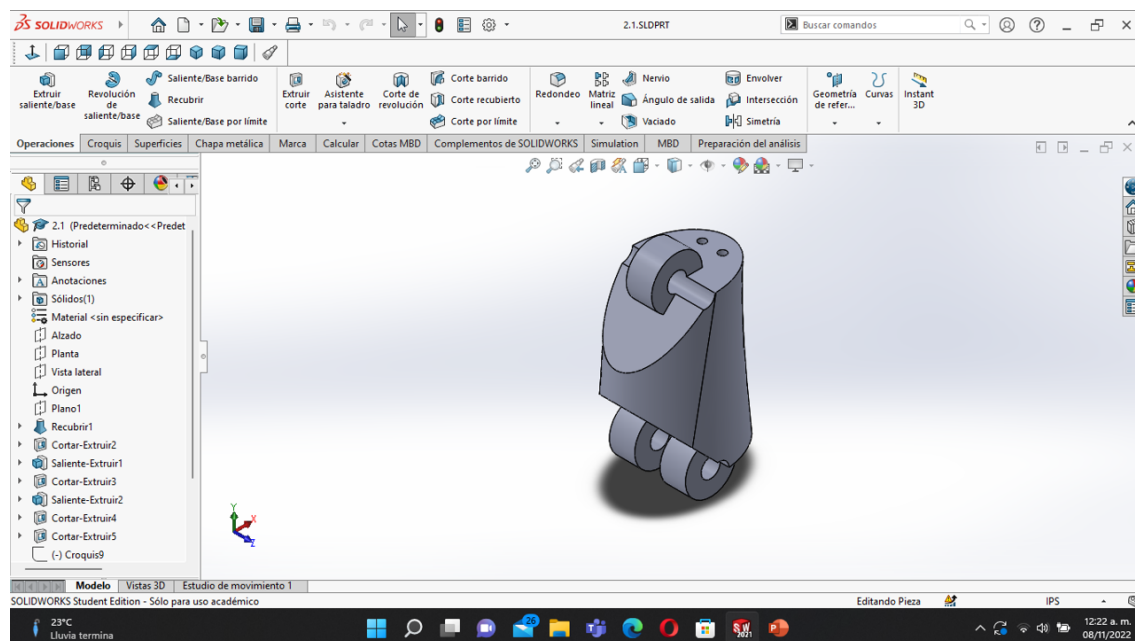 SOLIDWORKS
2.1.SLDPRT
Buscar comandos
Extruir saliente/base
Revolución de saliente/base
Saliente/Base barrido
Recubrir
Saliente/Base por límite
Extruir corte
Asistente para taladro
Corte de revolución
Corte barrido
Corte recubierto
Corte por límite
Redondeo
Matriz lineal
Nervio
Ángulo de salida
Vaciado
Envolver
Intersección
Simetría
Geometría de refer...
Curvas
Instant 3D
Operaciones Croquis Superficies Chapa metálica Marca Calcular Cotas MBD Complementos de SOLIDWORKS Simulation MBD Preparación del análisis
2.1 (Predeterminado<<Predet
Historial
Sensores
Anotaciones
Sólidos(1)
Material <sin especificar>
Alzado
Planta
Vista lateral
Origen
Plano1
Recubrir1
Cortar-Extruir2
Saliente-Extruir1
Cortar-Extruir3
Saliente-Extruir2
Cortar-Extruir4
Cortar-Extruir5
(-) Croquis9
Y
X
Z
Modelo Vistas 3D Estudio de movimiento 1
SOLIDWORKS Student Edition - Sólo para uso académico
Editando Pieza
IPS
23°C
Lluvia termina
26
SW
2021
12:22 a. m.
08/11/2022